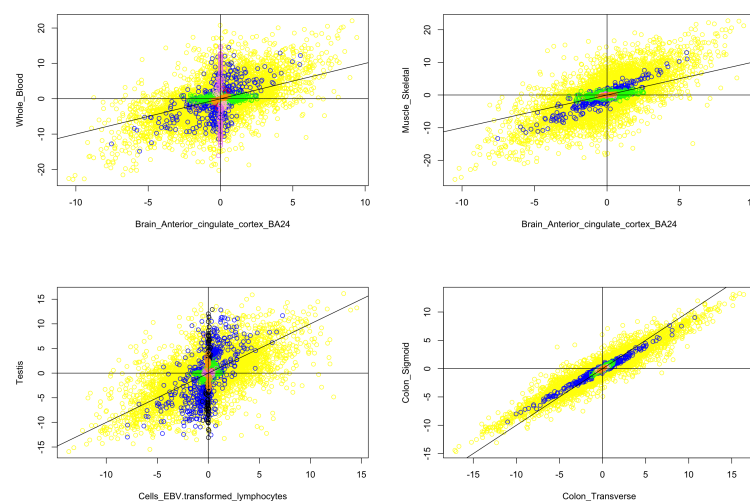 20
10
0
-10
-20
Whole_Blood
-10 -5 0 5 10
Brain_Anterior_cingulate_cortex_BA24
20
10
0
-10
-20
Muscle_Skeletal
-10 -5 0 5 10
Brain_Anterior_cingulate_cortex_BA24
15
10
5
0
-5
-10
-15
Testis
-10 -5 0 5 10 15
Cells_EBV.transformed_lymphocytes
10
5
0
-5
-10
-15
Colon_Sigmoid
-15 -10 -5 0 5 10 15
Colon_Transverse